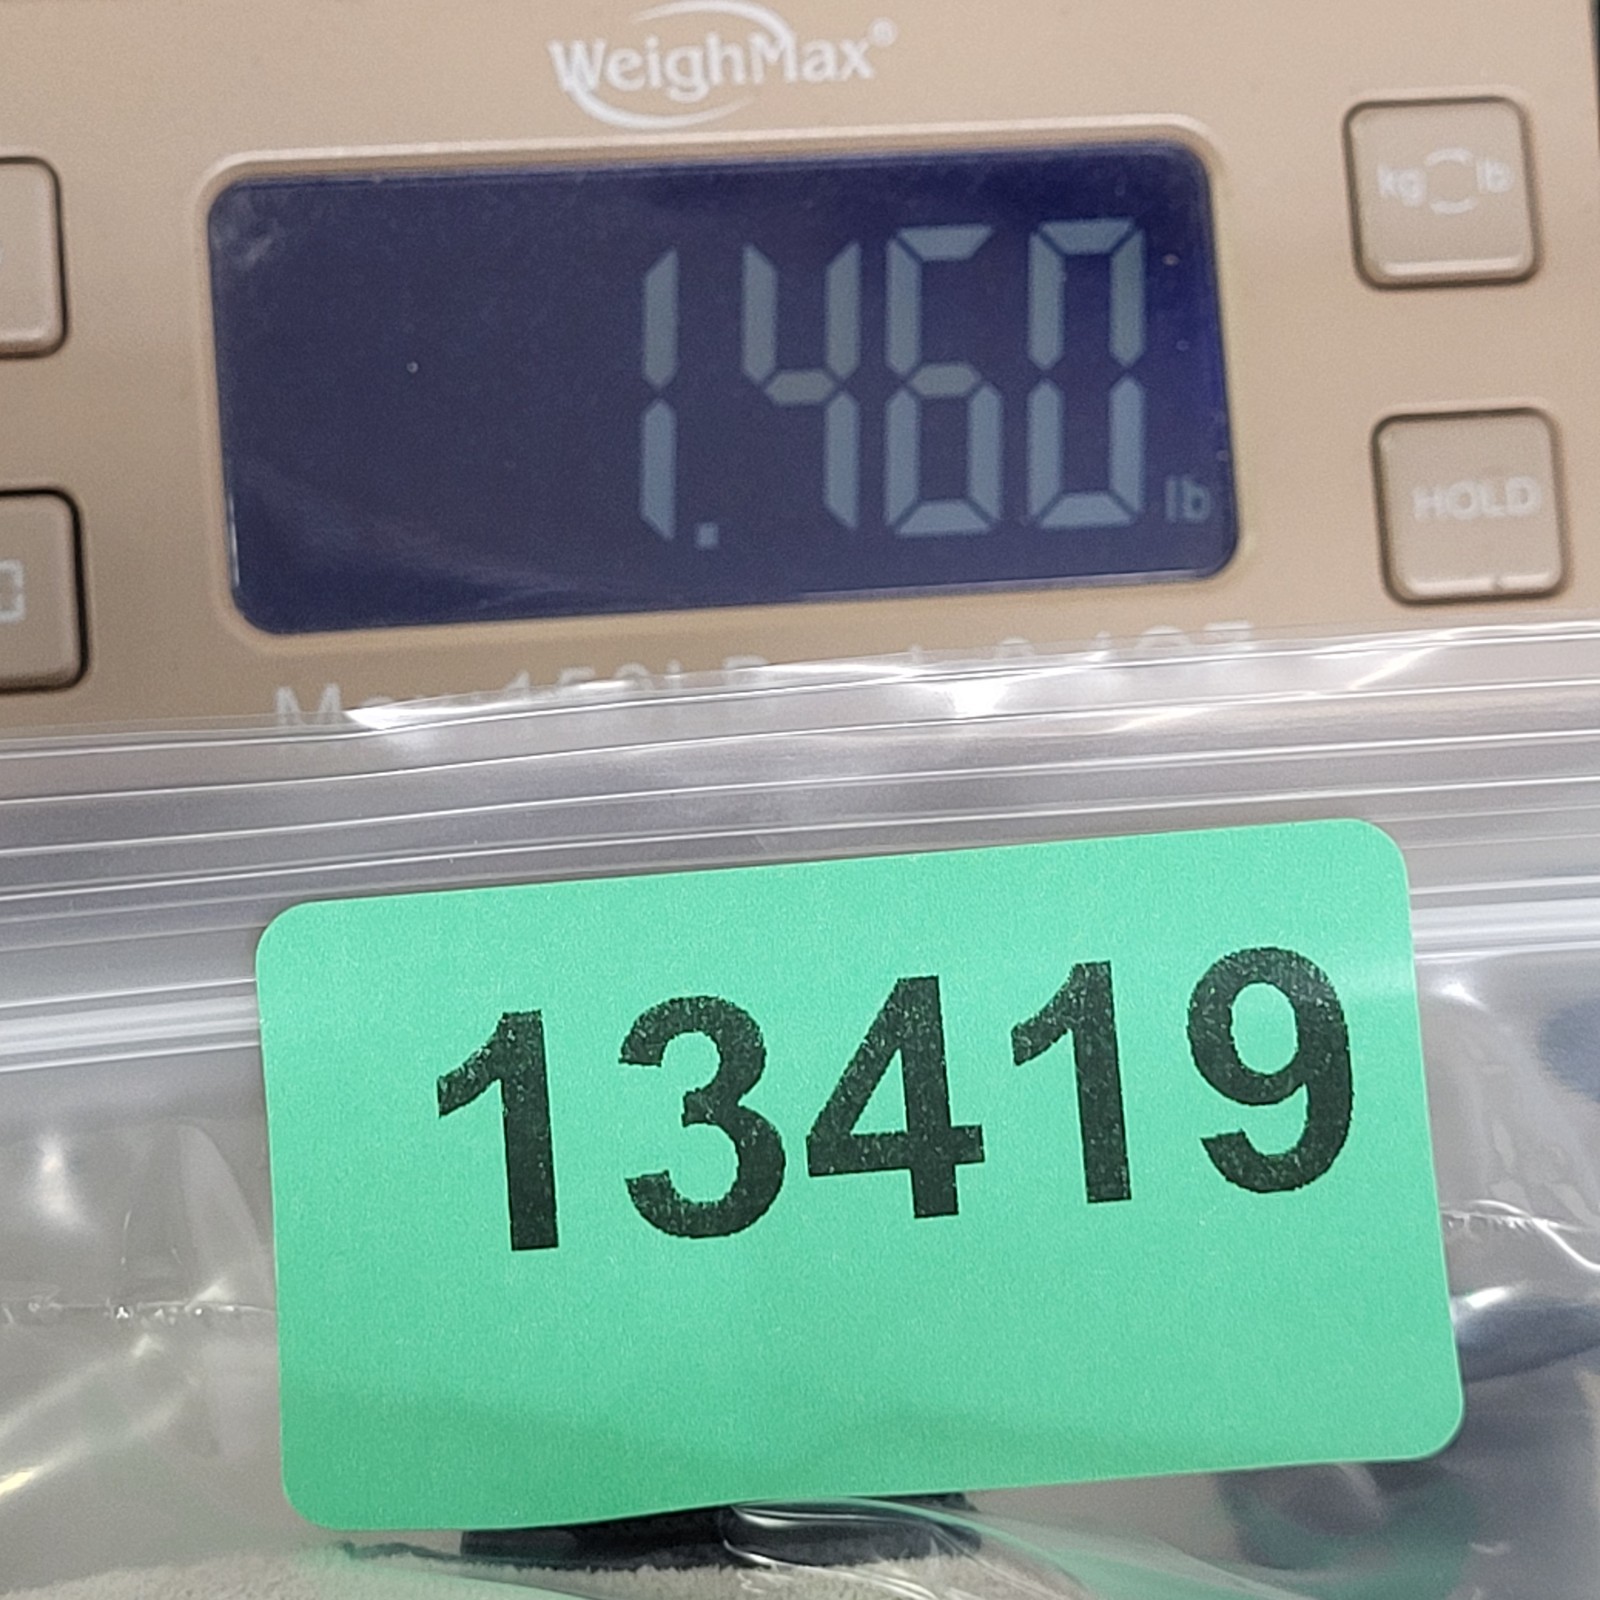 WeighMax®
kg lb
1.460 lb
HOLD
13419